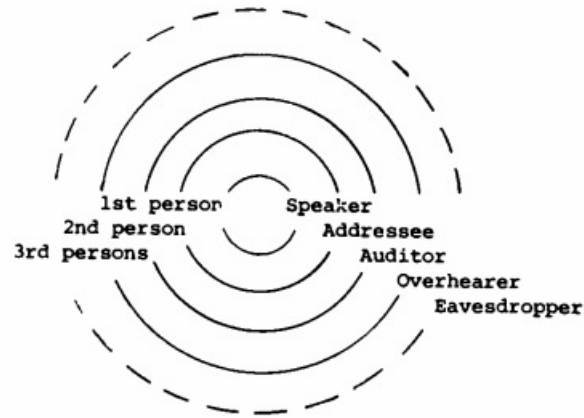 1st person Speaker
2nd person Addressee
3rd persons Auditor
Overhearer
Eavesdropper